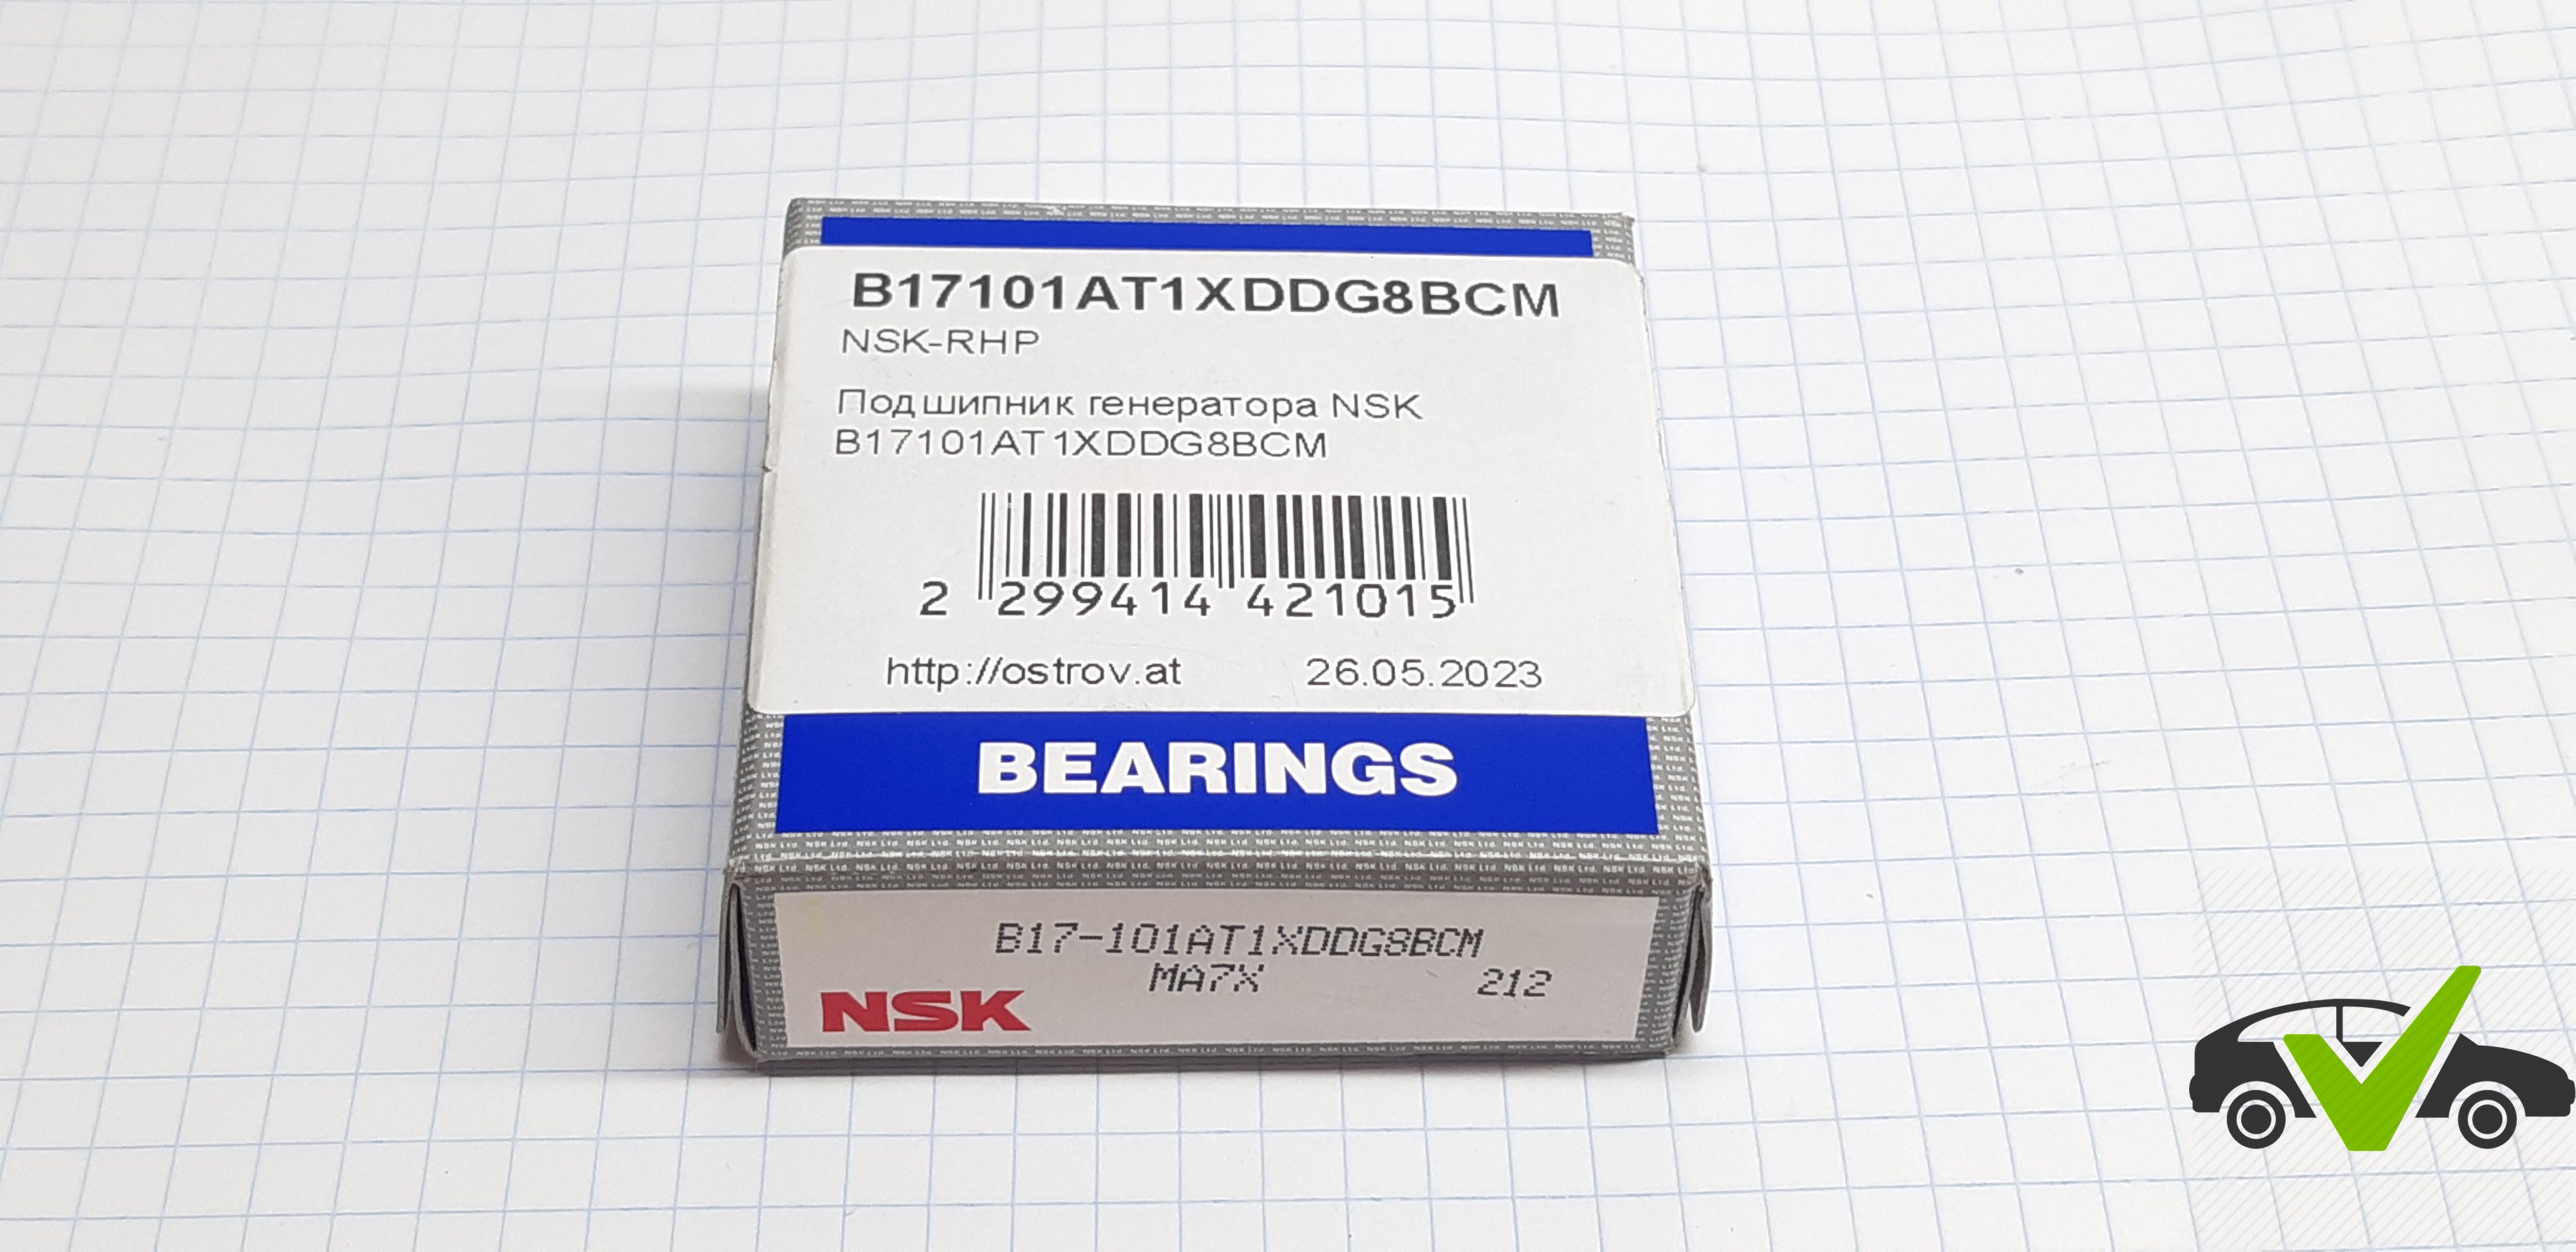 B17101AT1XDDG8BCM
NSK-RHP
Подшипник генератора NSK
B17101AT1XDDG8BCM
2 299414 421015
http://ostrov.at 26.05.2023
BEARINGS
B17-101AT1XDDG8BCM
MA7X 212
NSK